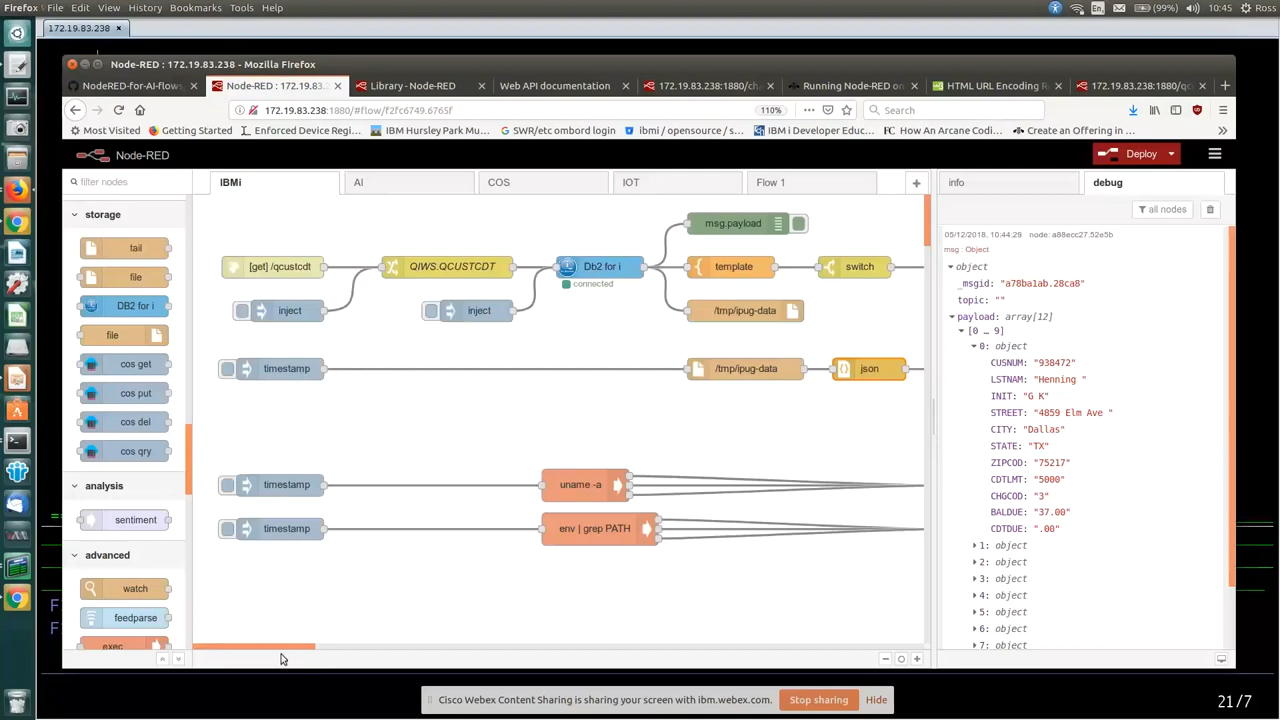 Firefox File Edit View History Bookmarks Tools Help En (99%) 10:45 Ross
172.19.83.238 ×
Node-RED : 172.19.83.238 - Mozilla Firefox
NodeRED-for-AI-flows × Node-RED : 172.19.83. × Library - Node-RED × Web API documentation × 172.19.83.238:1880/cha × Running Node-RED on × HTML URL Encoding R × 172.19.83.238:1880/qc ×
172.19.83.238:1880/#flow/f2fc6749.6765f 110% Search
Most Visited Getting Started Enforced Device Regi... IBM Hursley Park Mu... SWR/etc ombord login ibmi / opensource / s... IBM i Developer Educ... How An Arcane Codi... Create an Offering in ...
Node-RED Deploy
filter nodes IBMi AI COS IOT Flow 1 + info debug
storage
tail
file
DB2 for i
file
cos get
cos put
cos del
cos qry
analysis
sentiment
advanced
watch
feedparse
exec
msg.payload
[get] /qcustcdt QIWS.QCUSTCDT Db2 for i template switch
connected
inject inject /tmp/ipug-data
timestamp /tmp/ipug-data json
timestamp uname -a
timestamp env | grep PATH
all nodes
05/12/2018, 10:44:29 node: a88ecc27.52e5b
msg : Object
object
_msgid: "a78ba1ab.28ca8"
topic: ""
payload: array[12]
[0 … 9]
0: object
CUSNUM: "938472"
LSTNAM: "Henning "
INIT: "G K"
STREET: "4859 Elm Ave "
CITY: "Dallas"
STATE: "TX"
ZIPCOD: "75217"
CDTLMT: "5000"
CHGCOD: "3"
BALDUE: "37.00"
CDTDUE: ".00"
1: object
2: object
3: object
4: object
5: object
6: object
7: object
Cisco Webex Content Sharing is sharing your screen with ibm.webex.com. Stop sharing Hide
21/7